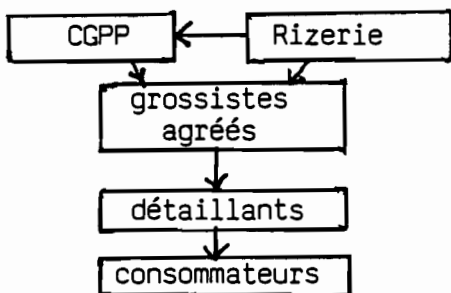 CGPP
Rizerie
grossistes
agréés
détaillants
consommateurs